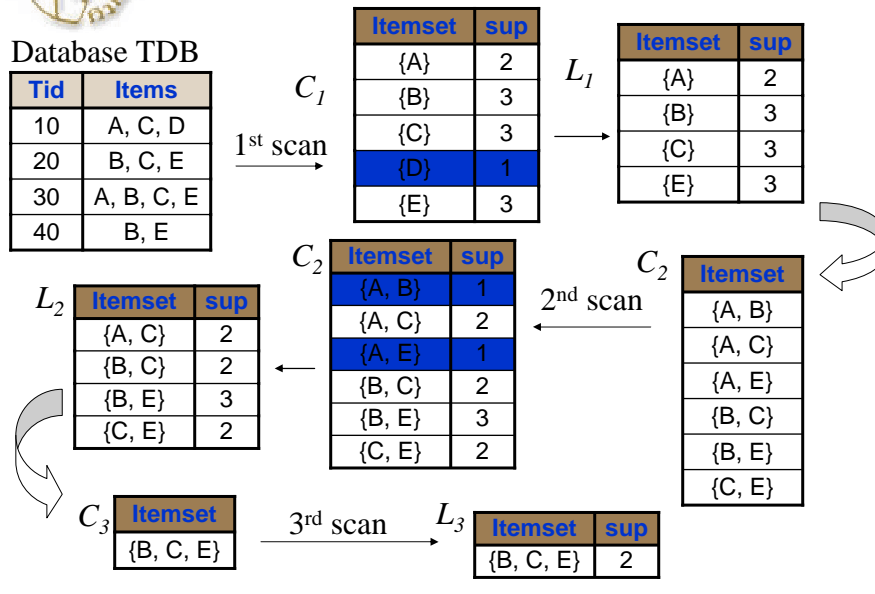 Database TDB
Tid Items
10 A, C, D
20 B, C, E
30 A, B, C, E
40 B, E
1st scan
C1
Itemset sup
{A} 2
{B} 3
{C} 3
{D} 1
{E} 3
L1
Itemset sup
{A} 2
{B} 3
{C} 3
{E} 3
C2
Itemset
{A, B}
{A, C}
{A, E}
{B, C}
{B, E}
{C, E}
2nd scan
C2
Itemset sup
{A, B} 1
{A, C} 2
{A, E} 1
{B, C} 2
{B, E} 3
{C, E} 2
L2
Itemset sup
{A, C} 2
{B, C} 2
{B, E} 3
{C, E} 2
C3
Itemset
{B, C, E}
3rd scan
L3
Itemset sup
{B, C, E} 2